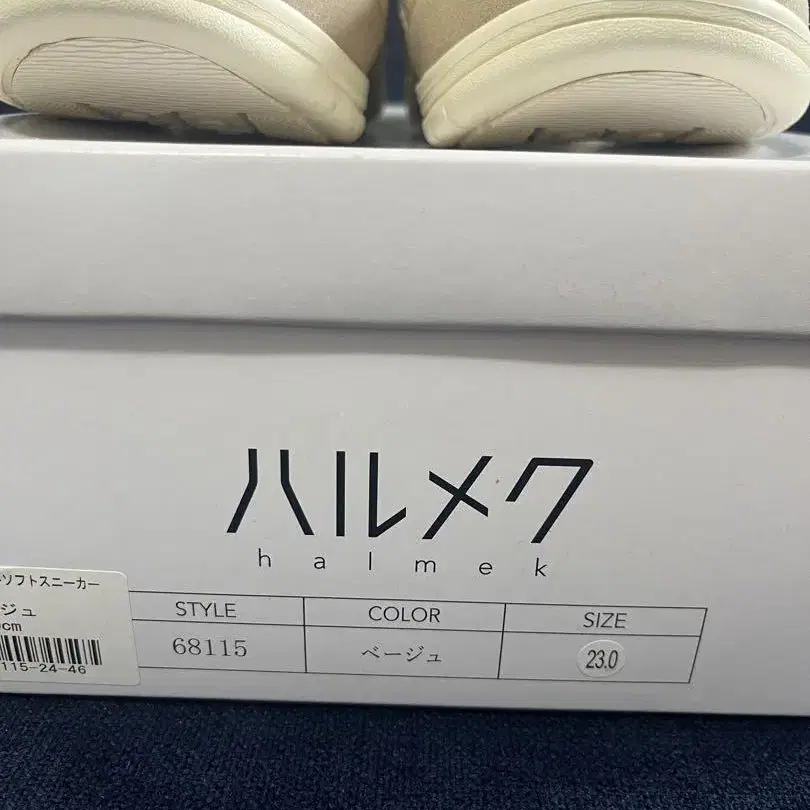 ハルメク
halmek
ソフトスニーカー
ジュ
cm
115-24-46
STYLE COLOR SIZE
68115 ベージュ 23.0